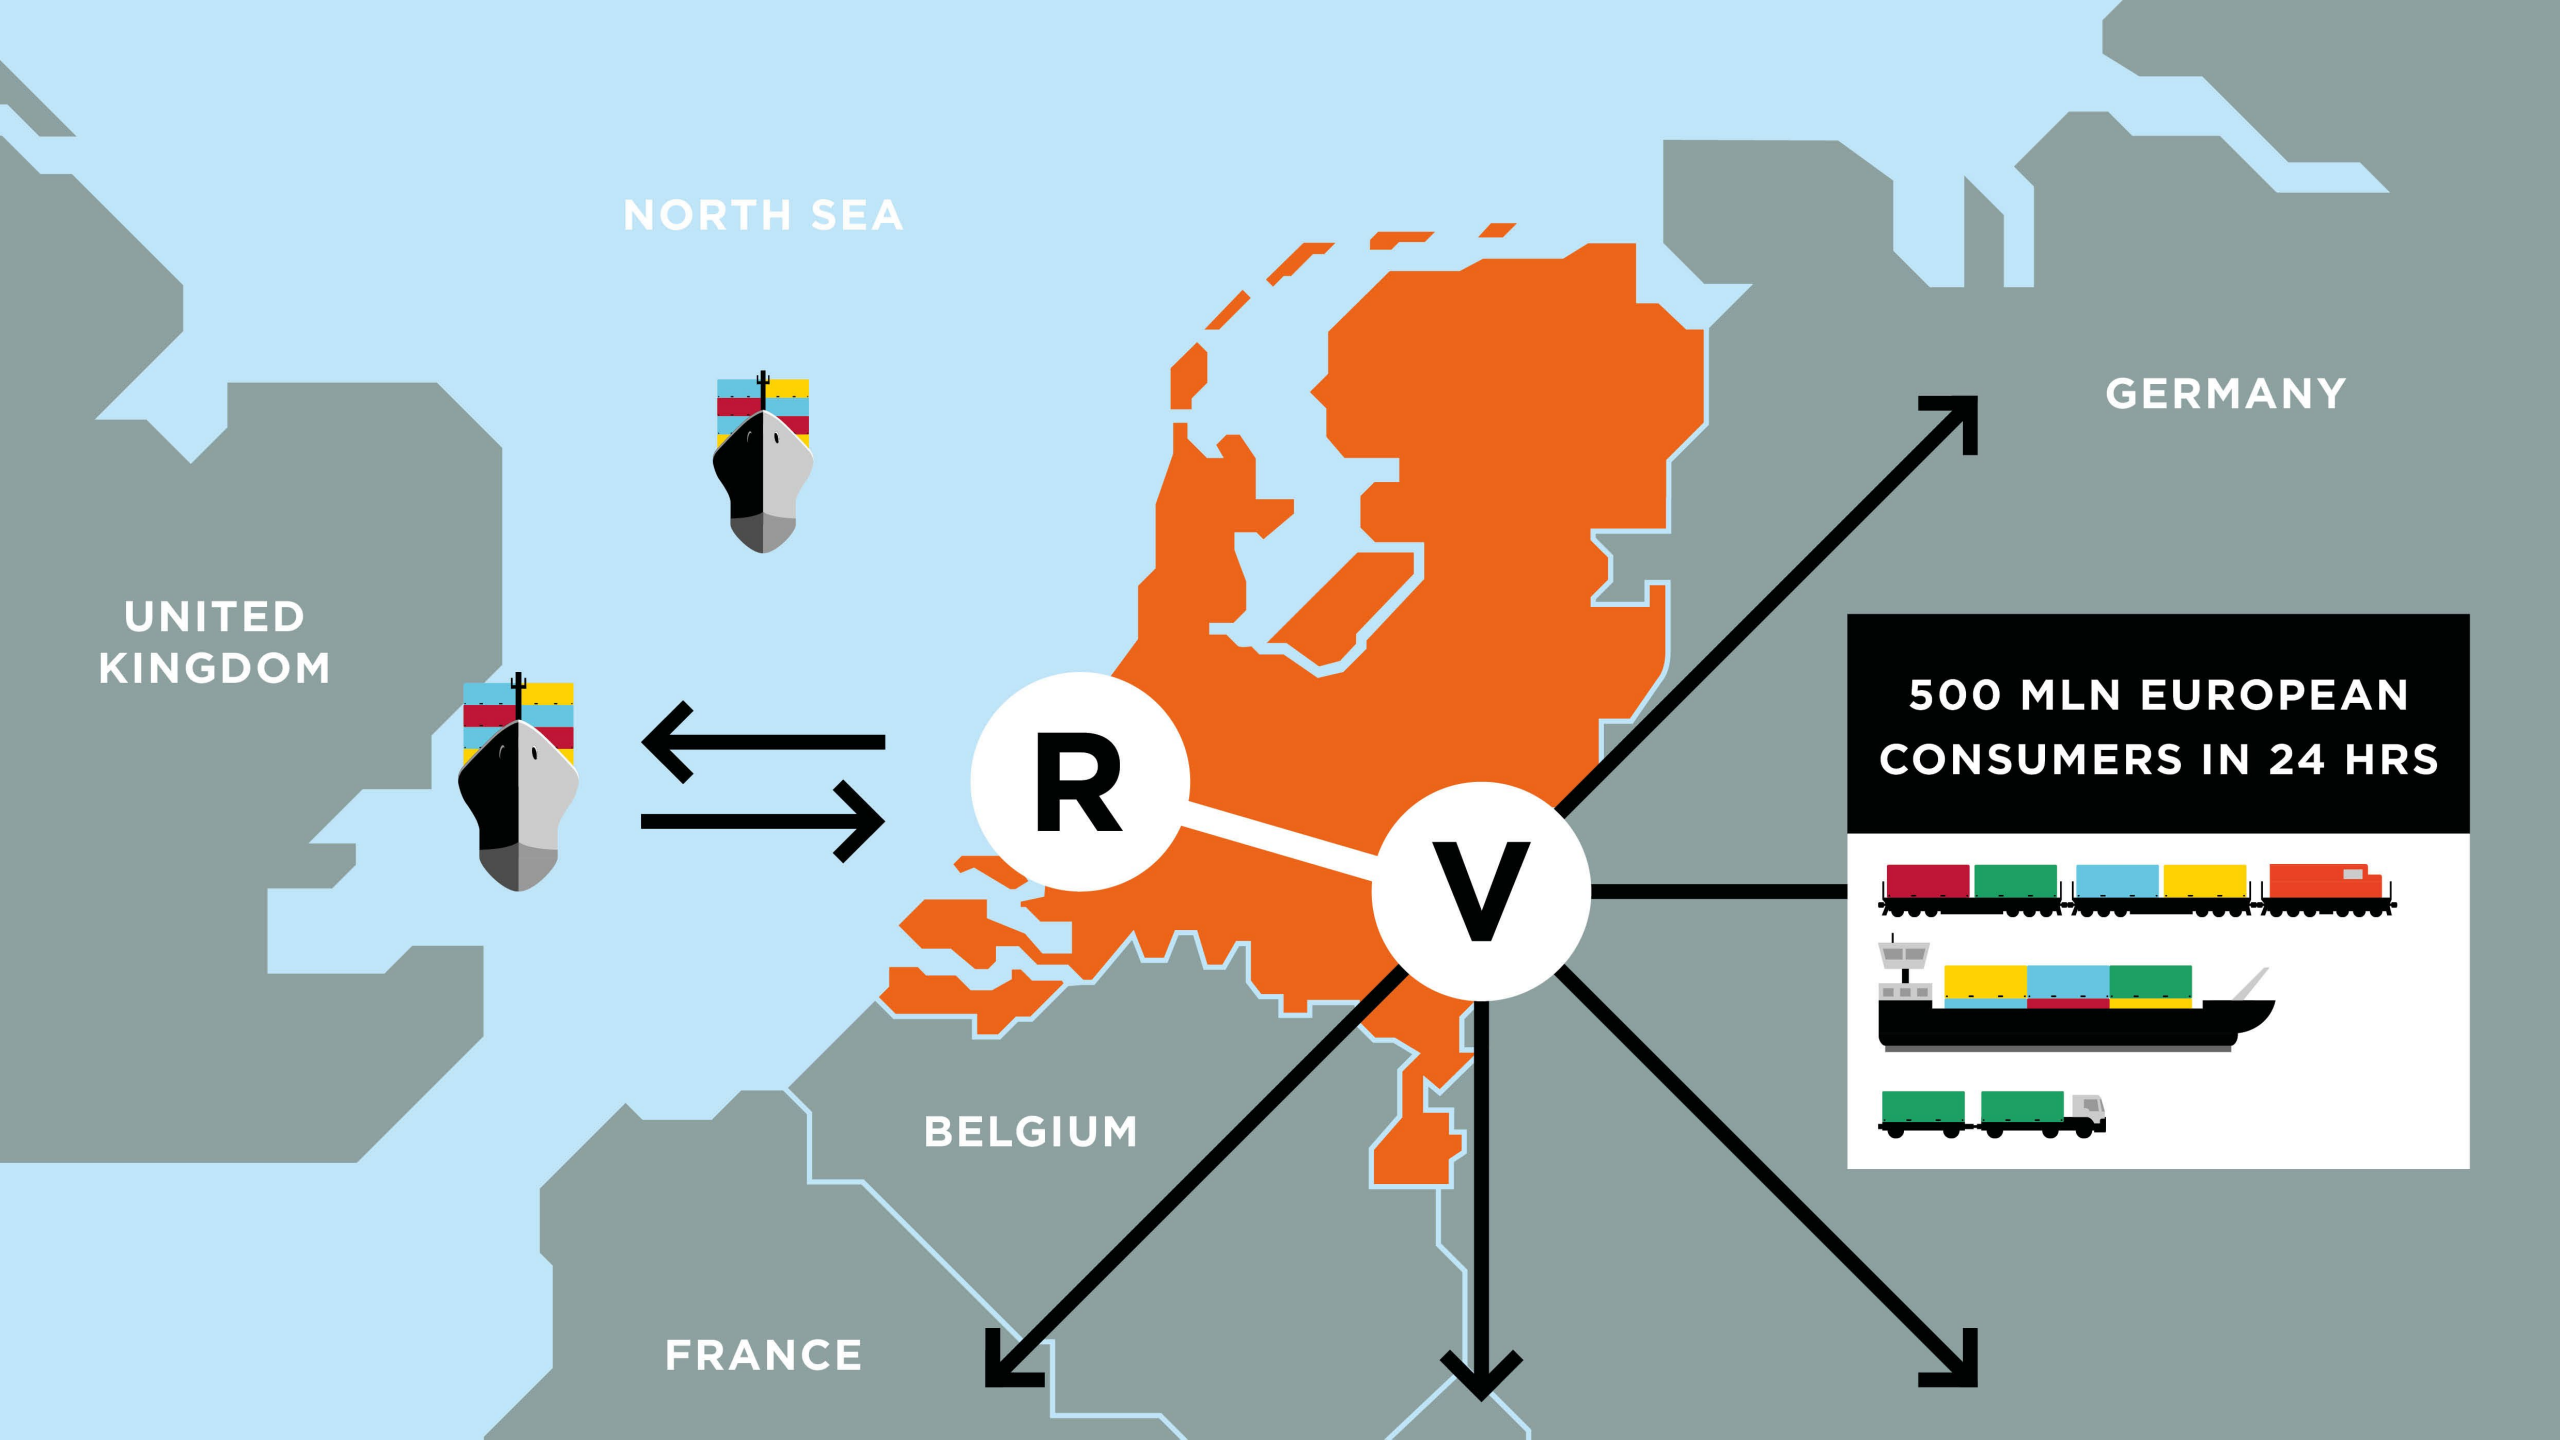 NORTH SEA
GERMANY
UNITED
KINGDOM
500 MLN EUROPEAN
CONSUMERS IN 24 HRS
R
V
BELGIUM
FRANCE